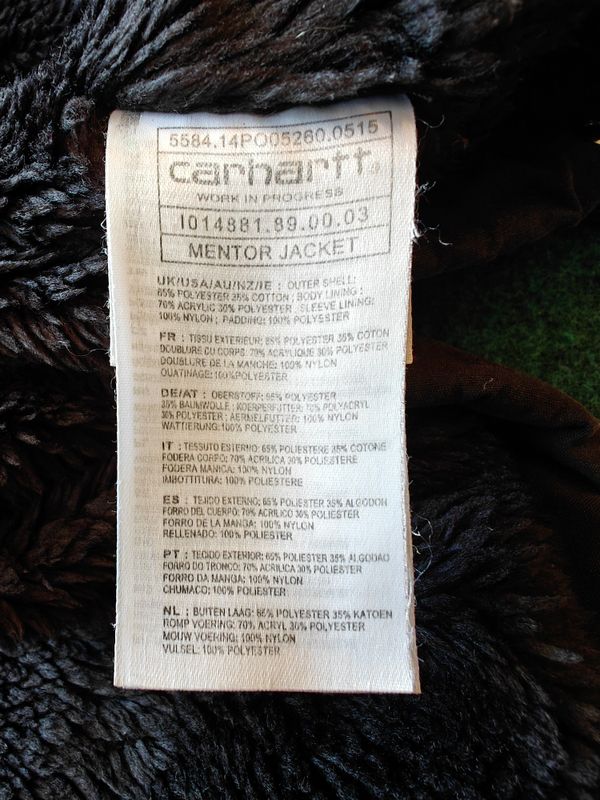 5584.14PO05260.0515
carhartt
WORK IN PROGRESS
I014881.89.00.03
MENTOR JACKET
UK/USA/AU/NZ/IE : OUTER SHELL:
65% POLYESTER 35% COTTON ; BODY LINING :
70% ACRYLIC 30% POLYESTER ; SLEEVE LINING:
100% NYLON ; PADDING: 100% POLYESTER
FR : TISSU EXTERIEUR: 65% POLYESTER 35% COTON
DOUBLURE DU CORPS: 70% ACRYLIQUE 30% POLYESTER
DOUBLURE DE LA MANCHE: 100% NYLON
OUATINAGE: 100%POLYESTER
DE/AT : OBERSTOFF: 65% POLYESTER
35% BAUMWOLLE ; KOERPERFUTTER: 70% POLYACRYL
30% POLYESTER ; AERMELFUTTER: 100% NYLON
WATTIERUNG: 100% POLYESTER
IT : TESSUTO ESTERNO: 65% POLIESTERE 35% COTONE
FODERA CORPO: 70% ACRILICA 30% POLIESTERE
FODERA MANICA: 100% NYLON
IMBOTTITURA: 100% POLIESTERE
ES : TEJIDO EXTERNO: 65% POLIESTER 35% ALGODON
FORRO DEL CUERPO: 70% ACRILICO 30% POLIESTER
FORRO DE LA MANGA: 100% NYLON
RELLENADO: 100% POLIESTER
PT : TECIDO EXTERIOR: 65% POLIESTER 35% ALGODAO
FORRO DO TRONCO: 70% ACRILICO 30% POLIESTER
FORRO DA MANGA: 100% NYLON
CHUMACO: 100% POLIESTER
NL : BUITEN LAAG: 65% POLYESTER 35% KATOEN
ROMP VOERING: 70% ACRYL 30% POLYESTER
MOUW VOERING: 100% NYLON
VULSEL: 100% POLYESTER